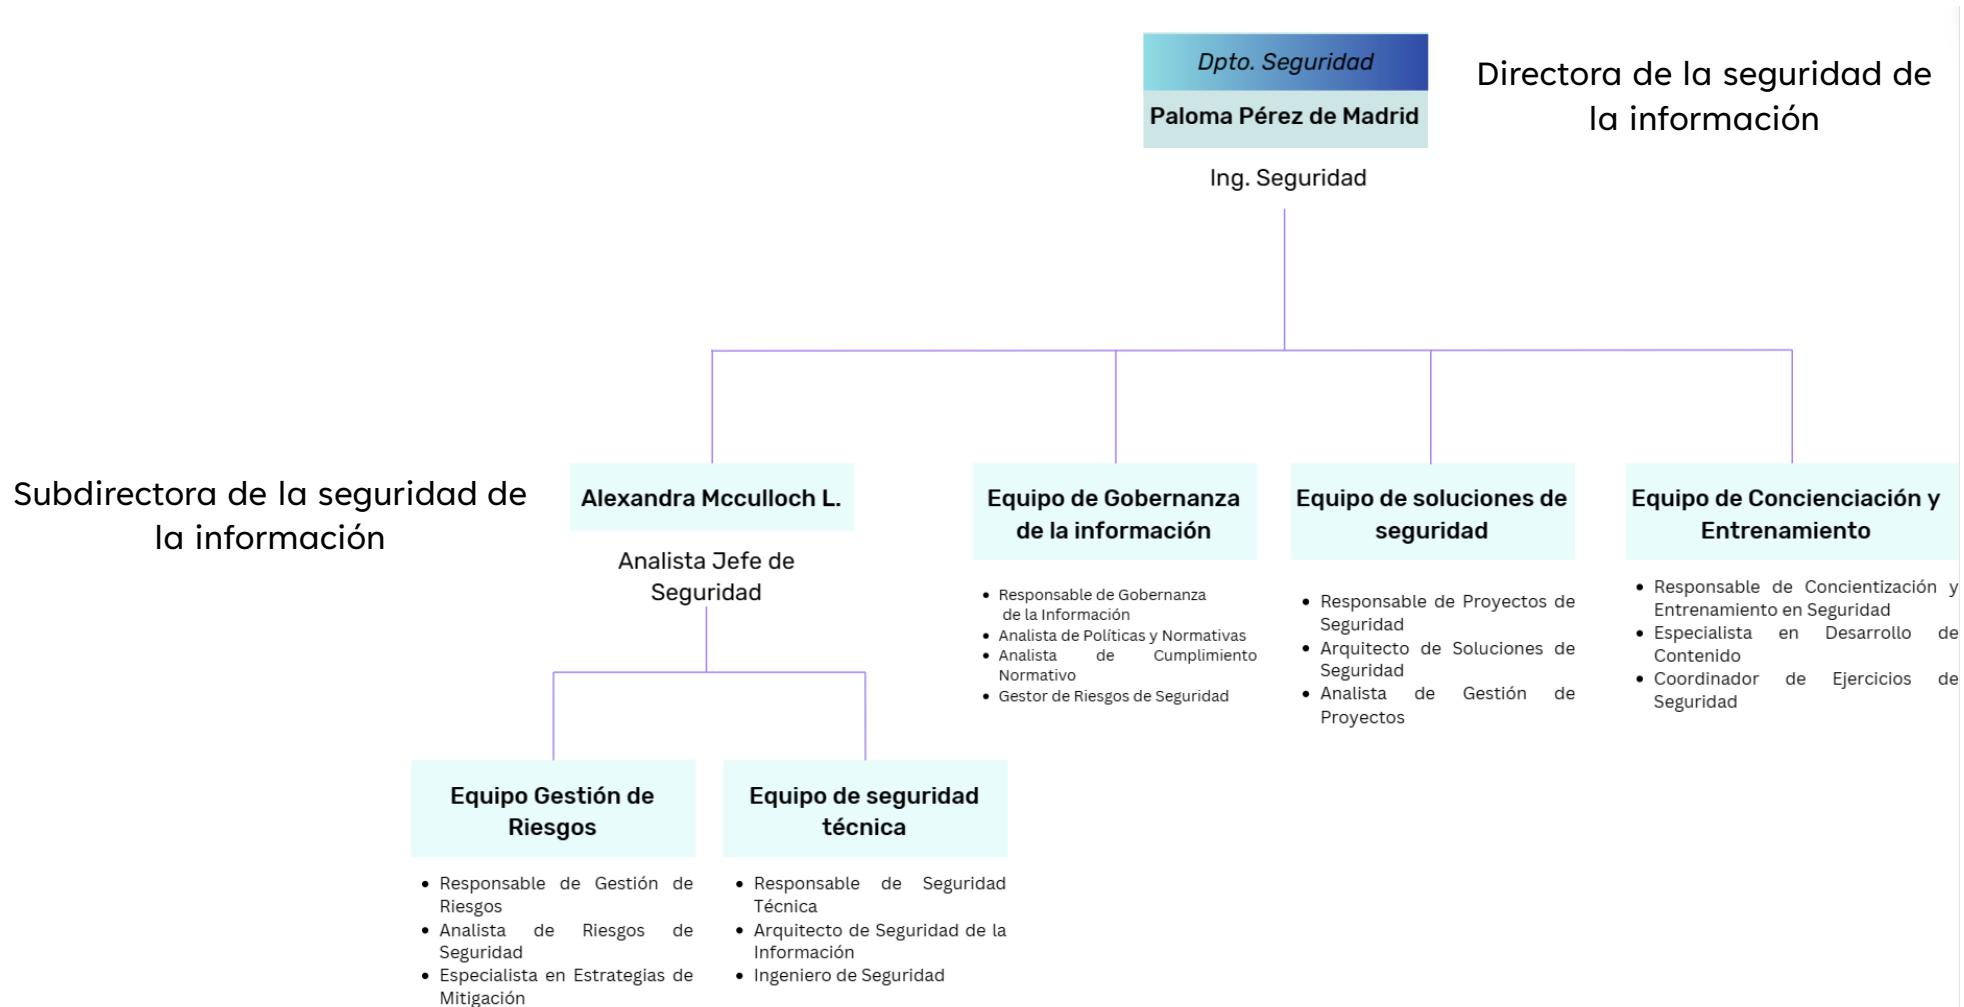 Dpto. Seguridad
Paloma Pérez de Madrid
Ing. Seguridad
Directora de la seguridad de
la información
Subdirectora de la seguridad de
la información
Alexandra Mcculloch L.
Analista Jefe de
Seguridad
Equipo de Gobernanza
de la información
• Responsable de Gobernanza
de la Información
• Analista de Políticas y Normativas
• Analista de Cumplimiento
Normativo
• Gestor de Riesgos de Seguridad
Equipo de soluciones de
seguridad
• Responsable de Proyectos de
Seguridad
• Arquitecto de Soluciones de
Seguridad
• Analista de Gestión de
Proyectos
Equipo de Concienciación y
Entrenamiento
• Responsable de Concientización y
Entrenamiento en Seguridad
• Especialista en Desarrollo de
Contenido
• Coordinador de Ejercicios de
Seguridad
Equipo Gestión de
Riesgos
• Responsable de Gestión de
Riesgos
• Analista de Riesgos de
Seguridad
• Especialista en Estrategias de
Mitigación
Equipo de seguridad
técnica
• Responsable de Seguridad
Técnica
• Arquitecto de Seguridad de la
Información
• Ingeniero de Seguridad